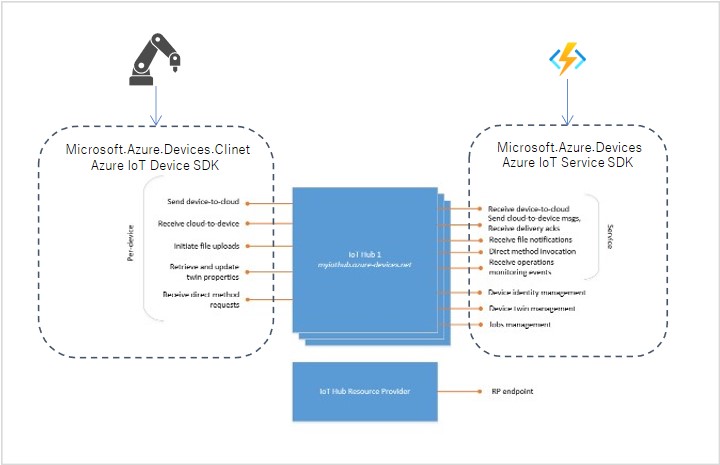 Microsoft.Azure.Devices.Clinet
Azure IoT Device SDK
Per-device
Send device-to-cloud
Receive cloud-to-device
Initiate file uploads
Retrieve and update
twin properties
Receive direct method
requests
IoT Hub 1
myiothub.azure-devices.net
IoT Hub Resource Provider
Microsoft.Azure.Devices
Azure IoT Service SDK
Receive device-to-cloud
Send cloud-to-device msgs,
Receive delivery acks
Receive file notifications
Direct method invocation
Receive operations
monitoring events
Service
Device identity management
Device twin management
Jobs management
RP endpoint